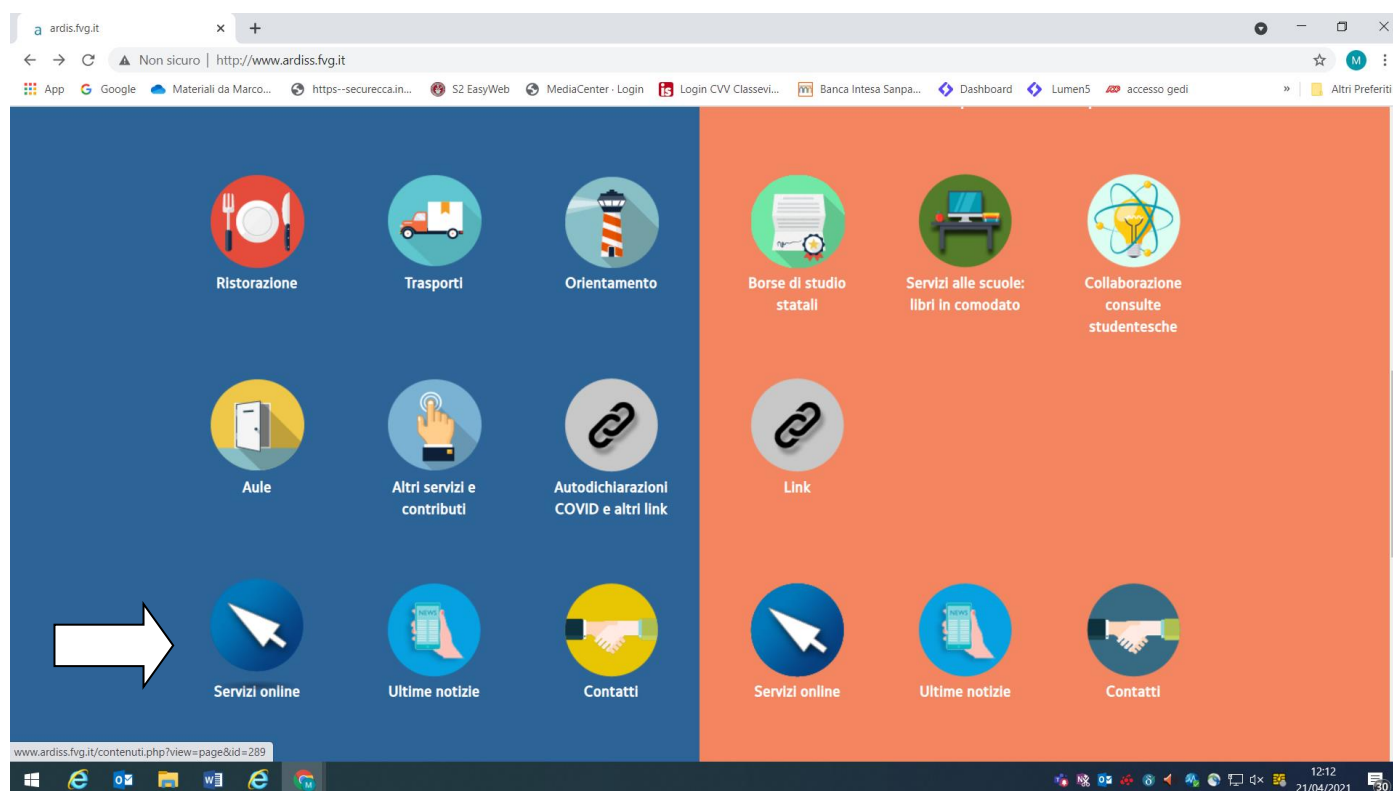 a ardis.fvg.it
Non sicuro | http://www.ardiss.fvg.it
M
App Google Materiali da Marco... https--securecca.in... S2 EasyWeb MediaCenter - Login Login CVV Classevi... Banca Intesa Sanpa... Dashboard Lumen5 accesso gedi » Altri Preferiti
Ristorazione Trasporti Orientamento
Borse di studio
statali
Servizi alle scuole:
libri in comodato
Collaborazione
consulte
studentesche
Aule
Altri servizi e
contributi
Autodichiarazioni
COVID e altri link
Link
NEWS NEWS
Servizi online Ultime notizie Contatti Servizi online Ultime notizie Contatti
www.ardiss.fvg.it/contenuti.php?view=page&id=289
12:12
21/04/2021
30